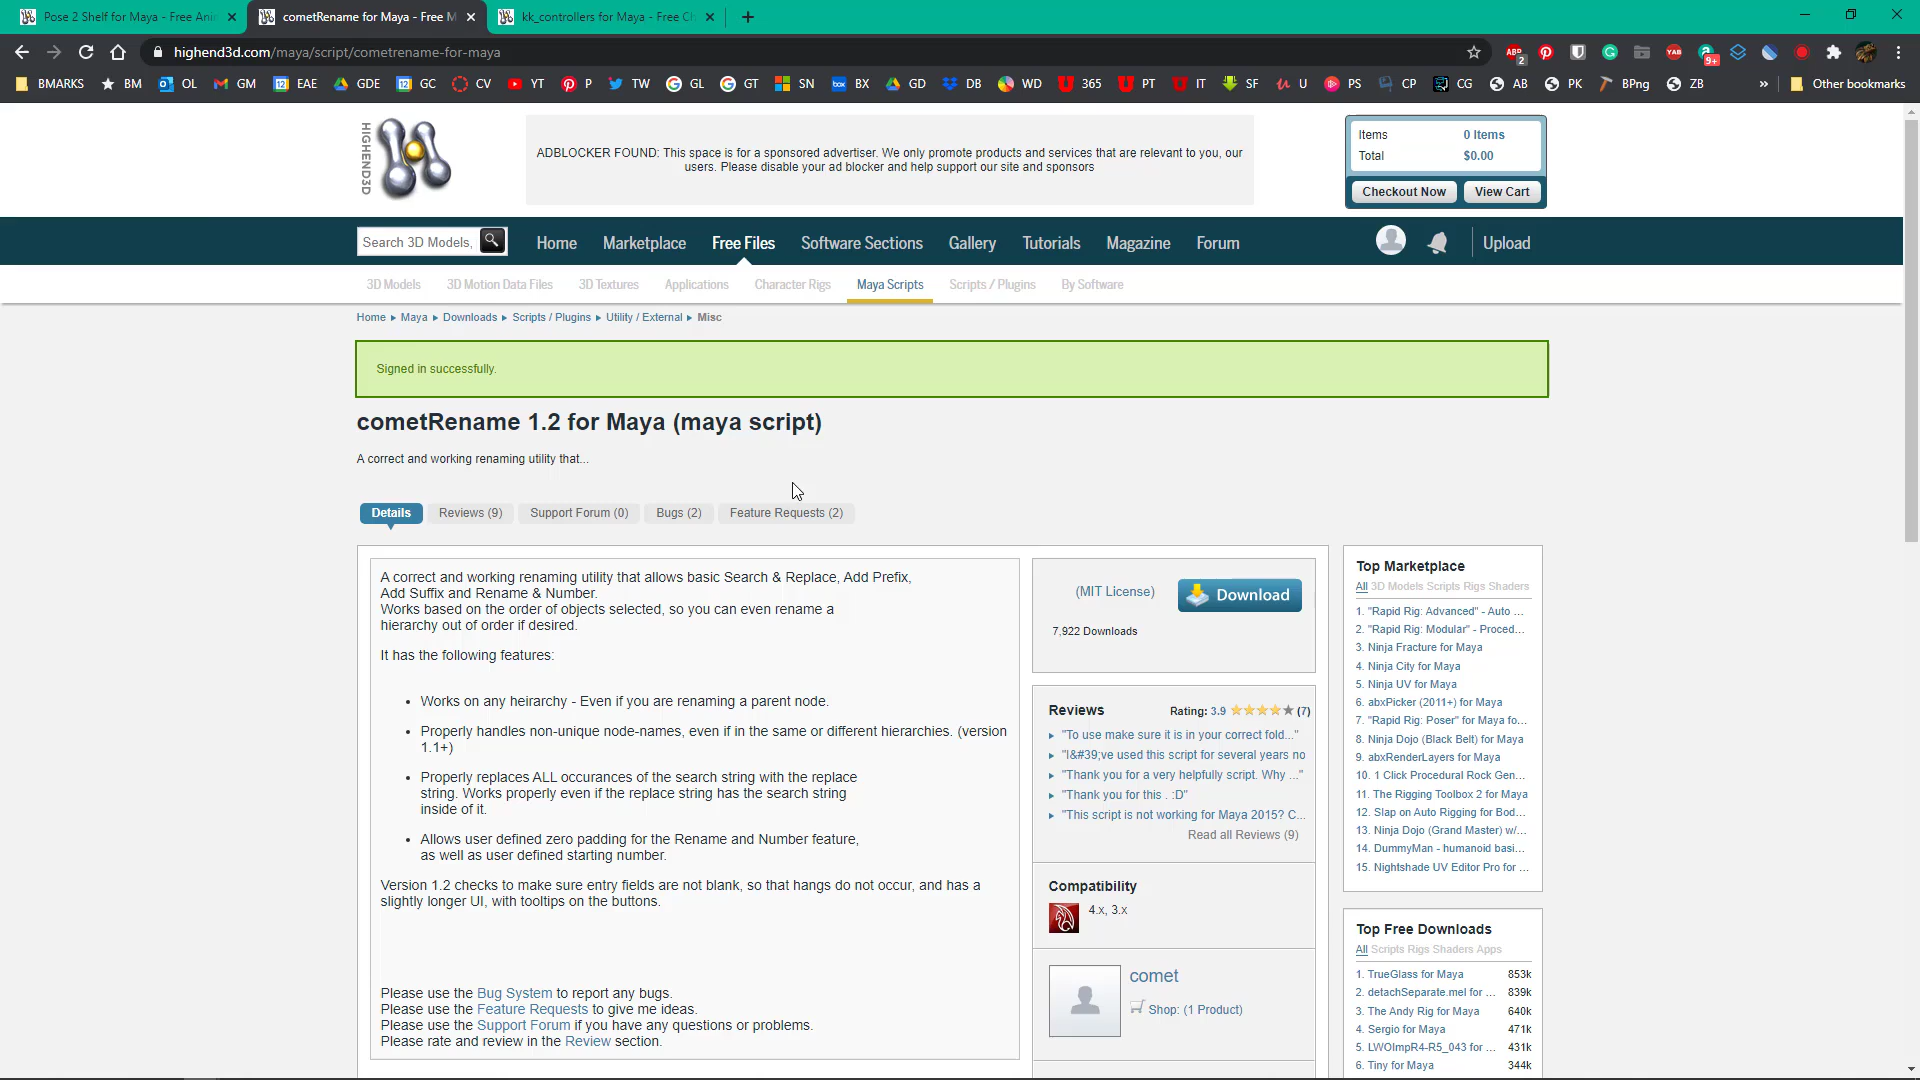 Pose 2 Shelf for Maya - Free Ani
cometRename for Maya - Free M
kk_controllers for Maya - Free C
highend3d.com/maya/script/cometrename-for-maya
BMARKS BM OL GM EAE GDE GC CV YT P TW GL GT SN BX GD DB WD 365 PT IT SF U PS CP CG AB PK BPng ZB » Other bookmarks
HIGHEND3D
ADBLOCKER FOUND: This space is for a sponsored advertiser. We only promote products and services that are relevant to you, our
users. Please disable your ad blocker and help support our site and sponsors
Items 0 Items
Total $0.00
Checkout Now View Cart
Search 3D Models,
Home Marketplace Free Files Software Sections Gallery Tutorials Magazine Forum Upload
3D Models 3D Motion Data Files 3D Textures Applications Character Rigs Maya Scripts Scripts / Plugins By Software
Home ▸ Maya ▸ Downloads ▸ Scripts / Plugins ▸ Utility / External ▸ Misc
Signed in successfully.
cometRename 1.2 for Maya (maya script)
A correct and working renaming utility that...
Details Reviews (9) Support Forum (0) Bugs (2) Feature Requests (2)
A correct and working renaming utility that allows basic Search & Replace, Add Prefix,
Add Suffix and Rename & Number.
Works based on the order of objects selected, so you can even rename a
hierarchy out of order if desired.
It has the following features:
• Works on any heirarchy - Even if you are renaming a parent node.
• Properly handles non-unique node-names, even if in the same or different hierarchies. (version
1.1+)
• Properly replaces ALL occurances of the search string with the replace
string. Works properly even if the replace string has the search string
inside of it.
• Allows user defined zero padding for the Rename and Number feature,
as well as user defined starting number.
Version 1.2 checks to make sure entry fields are not blank, so that hangs do not occur, and has a
slightly longer UI, with tooltips on the buttons.
Please use the Bug System to report any bugs.
Please use the Feature Requests to give me ideas.
Please use the Support Forum if you have any questions or problems.
Please rate and review in the Review section.
(MIT License) Download
7,922 Downloads
Reviews Rating: 3.9 (7)
"To use make sure it is in your correct fold..."
"I&#39;ve used this script for several years no
"Thank you for a very helpfully script. Why ..."
"Thank you for this . :D"
"This script is not working for Maya 2015? C...
Read all Reviews (9)
Compatibility
4.x, 3.x
comet
Shop: (1 Product)
Top Marketplace
All 3D Models Scripts Rigs Shaders
1. "Rapid Rig: Advanced" - Auto ...
2. "Rapid Rig: Modular" - Proced...
3. Ninja Fracture for Maya
4. Ninja City for Maya
5. Ninja UV for Maya
6. abxPicker (2011+) for Maya
7. "Rapid Rig: Poser" for Maya fo...
8. Ninja Dojo (Black Belt) for Maya
9. abxRenderLayers for Maya
10. 1 Click Procedural Rock Gen...
11. The Rigging Toolbox 2 for Maya
12. Slap on Auto Rigging for Bod...
13. Ninja Dojo (Grand Master) w/...
14. DummyMan - humanoid basi...
15. Nightshade UV Editor Pro for ...
Top Free Downloads
All Scripts Rigs Shaders Apps
1. TrueGlass for Maya 853k
2. detachSeparate.mel for ... 839k
3. The Andy Rig for Maya 640k
4. Sergio for Maya 471k
5. LWOImpR4-R5_043 for ... 431k
6. Tiny for Maya 344k